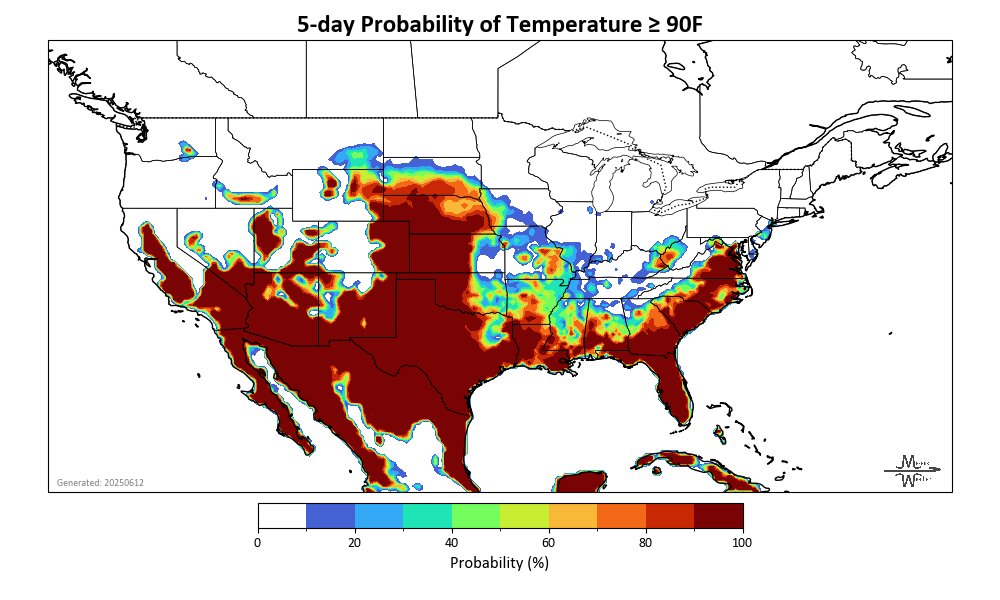 5-day Probability of Temperature ≥ 90F
Generated: 20250612
0 20 40 60 80 100
Probability (%)